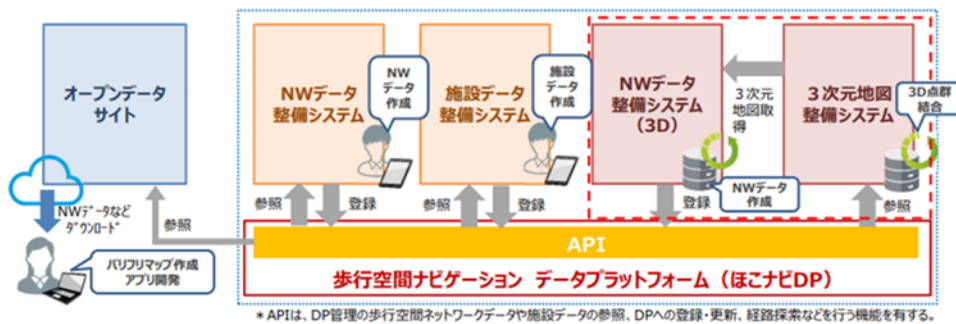 オープンデータ
サイト
NWデータ
整備システム
NW
データ
作成
施設データ
整備システム
施設
データ
作成
NWデータ
整備システム
（3D）
３次元
地図取
得
３次元地図
整備システム
3D点群
結合
NWデータ
作成
NWデータなど
ダウンロード
参照
参照
登録
参照
登録
登録
参照
バリフリマップ作成
アプリ開発
API
歩行空間ナビゲーション データプラットフォーム（ほこナビDP）
＊APIは、DP管理の歩行空間ネットワークデータや施設データの参照、DPへの登録・更新、経路探索などを行う機能を有する。